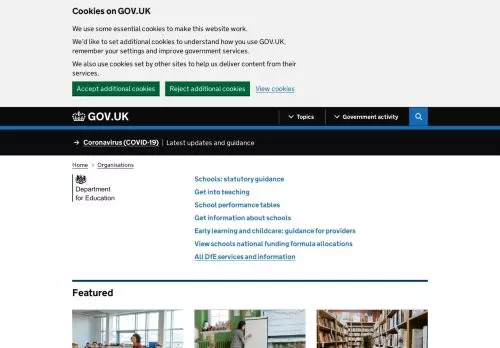 Cookies on GOV.UK
We use some essential cookies to make this website work.
We'd like to set additional cookies to understand how you use GOV.UK,
remember your settings and improve government services.
We also use cookies set by other sites to help us deliver content from their
services.
Accept additional cookies Reject additional cookies View cookies
GOV.UK Topics Government activity
→ Coronavirus (COVID-19) Latest updates and guidance
Home > Organisations
Department
for Education
Schools: statutory guidance
Get into teaching
School performance tables
Get information about schools
Early learning and childcare: guidance for providers
View schools national funding formula allocations
All DfE services and information
Featured